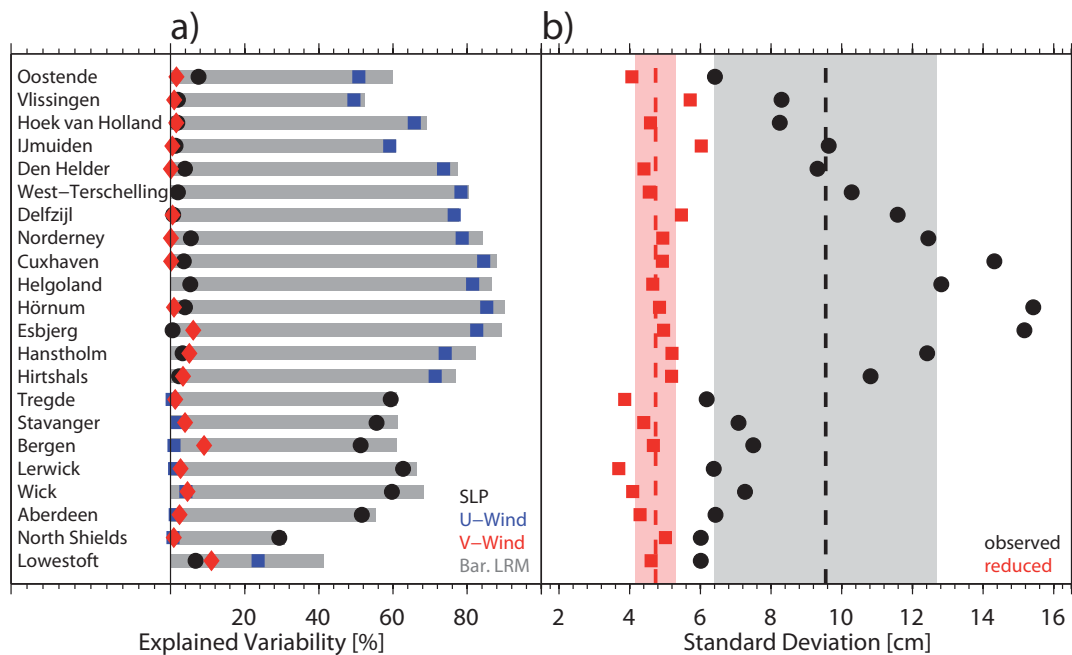 a)
b)
Oostende
Vlissingen
Hoek van Holland
IJmuiden
Den Helder
West−Terschelling
Delfzijl
Norderney
Cuxhaven
Helgoland
Hörnum
Esbjerg
Hanstholm
Hirtshals
Tregde
Stavanger
Bergen
Lerwick
Wick
Aberdeen
North Shields
Lowestoft
SLP
U−Wind
V−Wind
Bar. LRM
observed
reduced
0 20 40 60 80
2 4 6 8 10 12 14 16
Explained Variability [%]
Standard Deviation [cm]